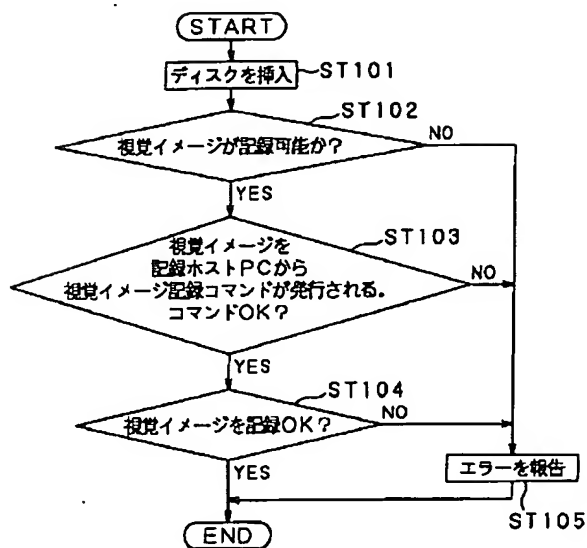 START
ディスクを挿入
ST101
ST102
視覚イメージが記録可能か?
NO
YES
ST103
視覚イメージを
記録ホストPCから
視覚イメージ記録コマンドが発行される。
コマンドOK?
NO
YES
ST104
視覚イメージを記録OK?
NO
YES
エラーを報告
ST105
END